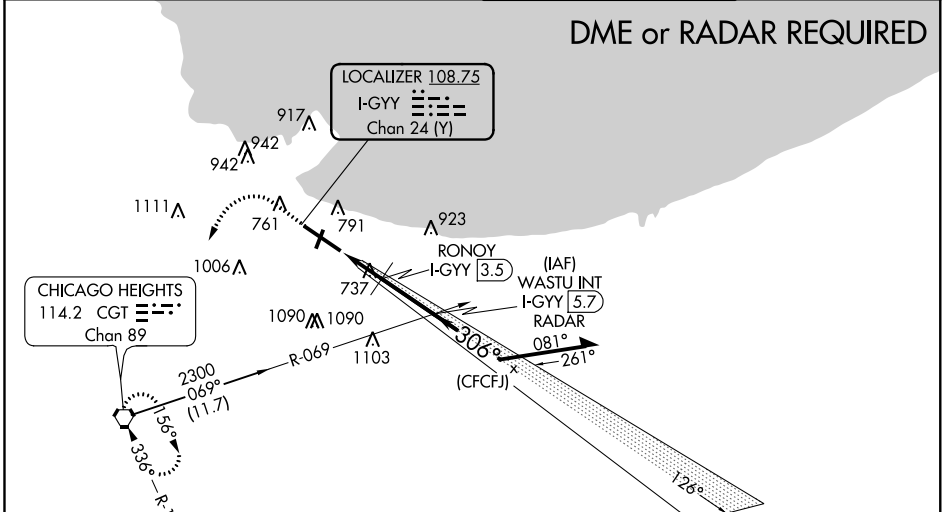 DME or RADAR REQUIRED
LOCALIZER 108.75
I-GYY
Chan 24 (Y)
917
942
942
1111
761
791
923
1006
737
RONOY
I-GYY 3.5
(IAF)
WASTU INT
I-GYY 5.7
RADAR
CHICAGO HEIGHTS
114.2 CGT
Chan 89
1090
1090
1103
R-069
306°
081°
261°
(CFCFJ)
x
2300
069°
(11.7)
156°
336°
126°